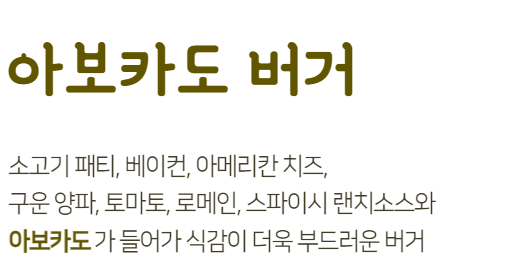 아보카도 버거
소고기 패티, 베이컨, 아메리칸 치즈,
구운 양파, 토마토, 로메인, 스파이시 랜치소스와
아보카도가 들어가 식감이 더욱 부드러운 버거